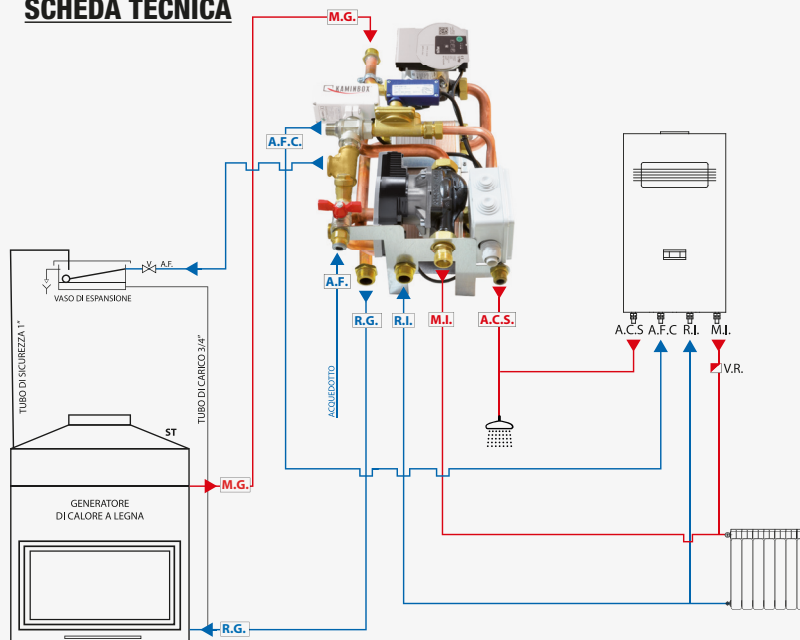 SCHEDA TECNICA
M.G.
KAMINBOX
A.F.C.
V. A.F.
VASO DI ESPANSIONE
A.F.
R.G.
R.I.
M.I.
A.C.S.
A.C.S A.F.C R.I. M.I.
V.R.
TUBO DI SICUREZZA 1"
TUBO DI CARICO 3/4"
ACQUEDOTTO
ST
M.G.
GENERATORE
DI CALORE A LEGNA
R.G.